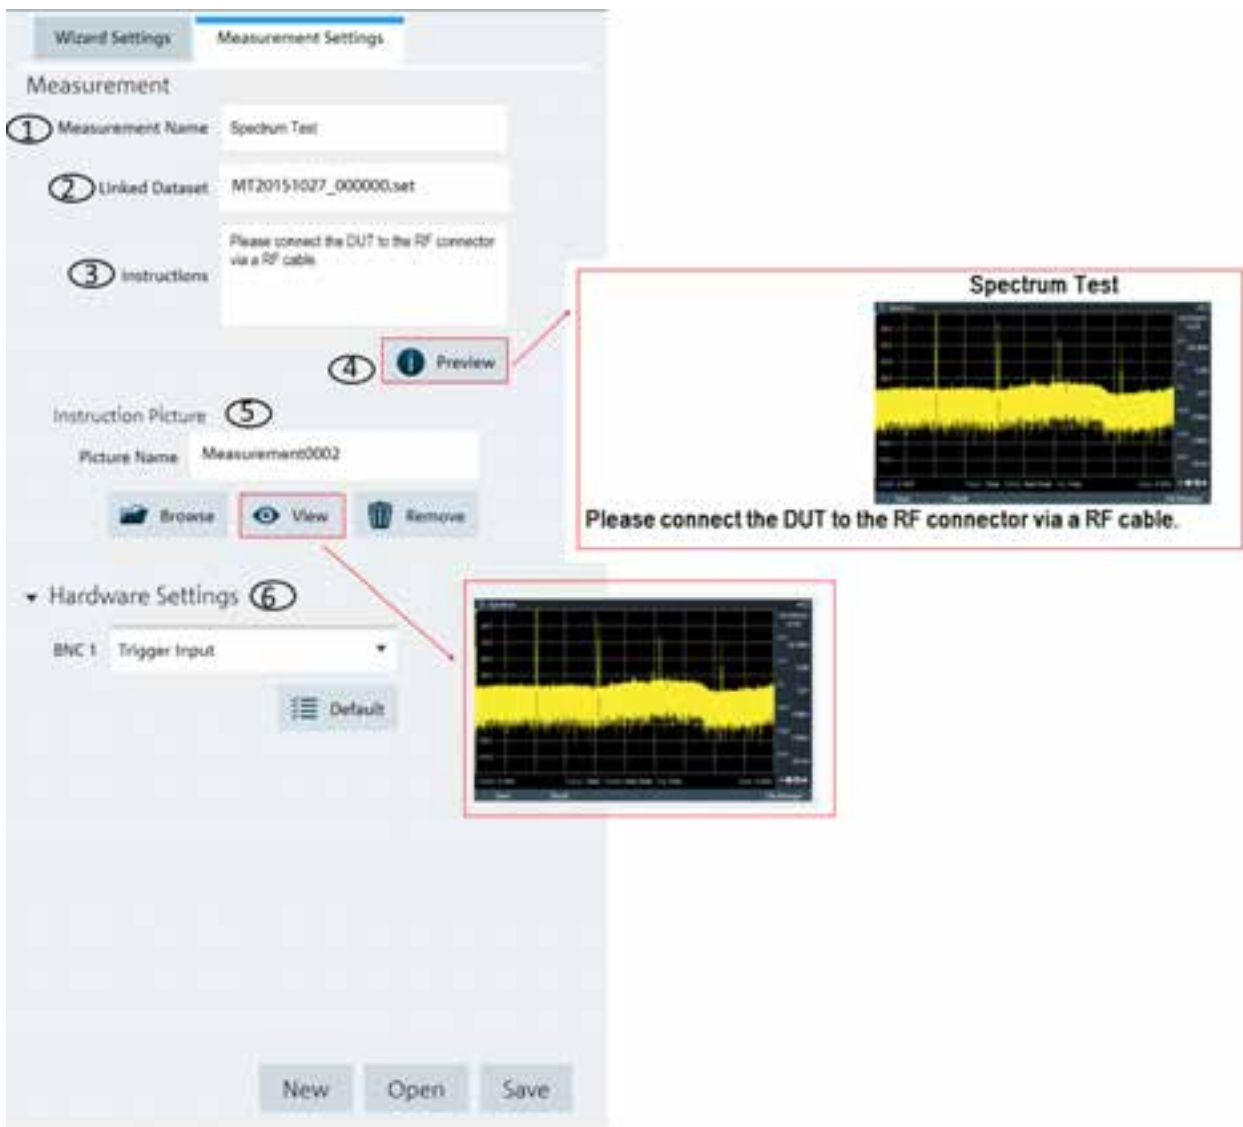 Wizard Settings
Measurement Settings
Measurement
1 Measurement Name Spectrum Test
2 Linked Dataset MT20151027_000000.set
3 Instructions Please connect the DUT to the RF connector
via a RF cable.
4 Preview
Instruction Picture 5
Picture Name Measurement0002
Browse View Remove
Hardware Settings 6
BNC 1 Trigger Input
Default
New Open Save
Spectrum Test
Please connect the DUT to the RF connector via a RF cable.